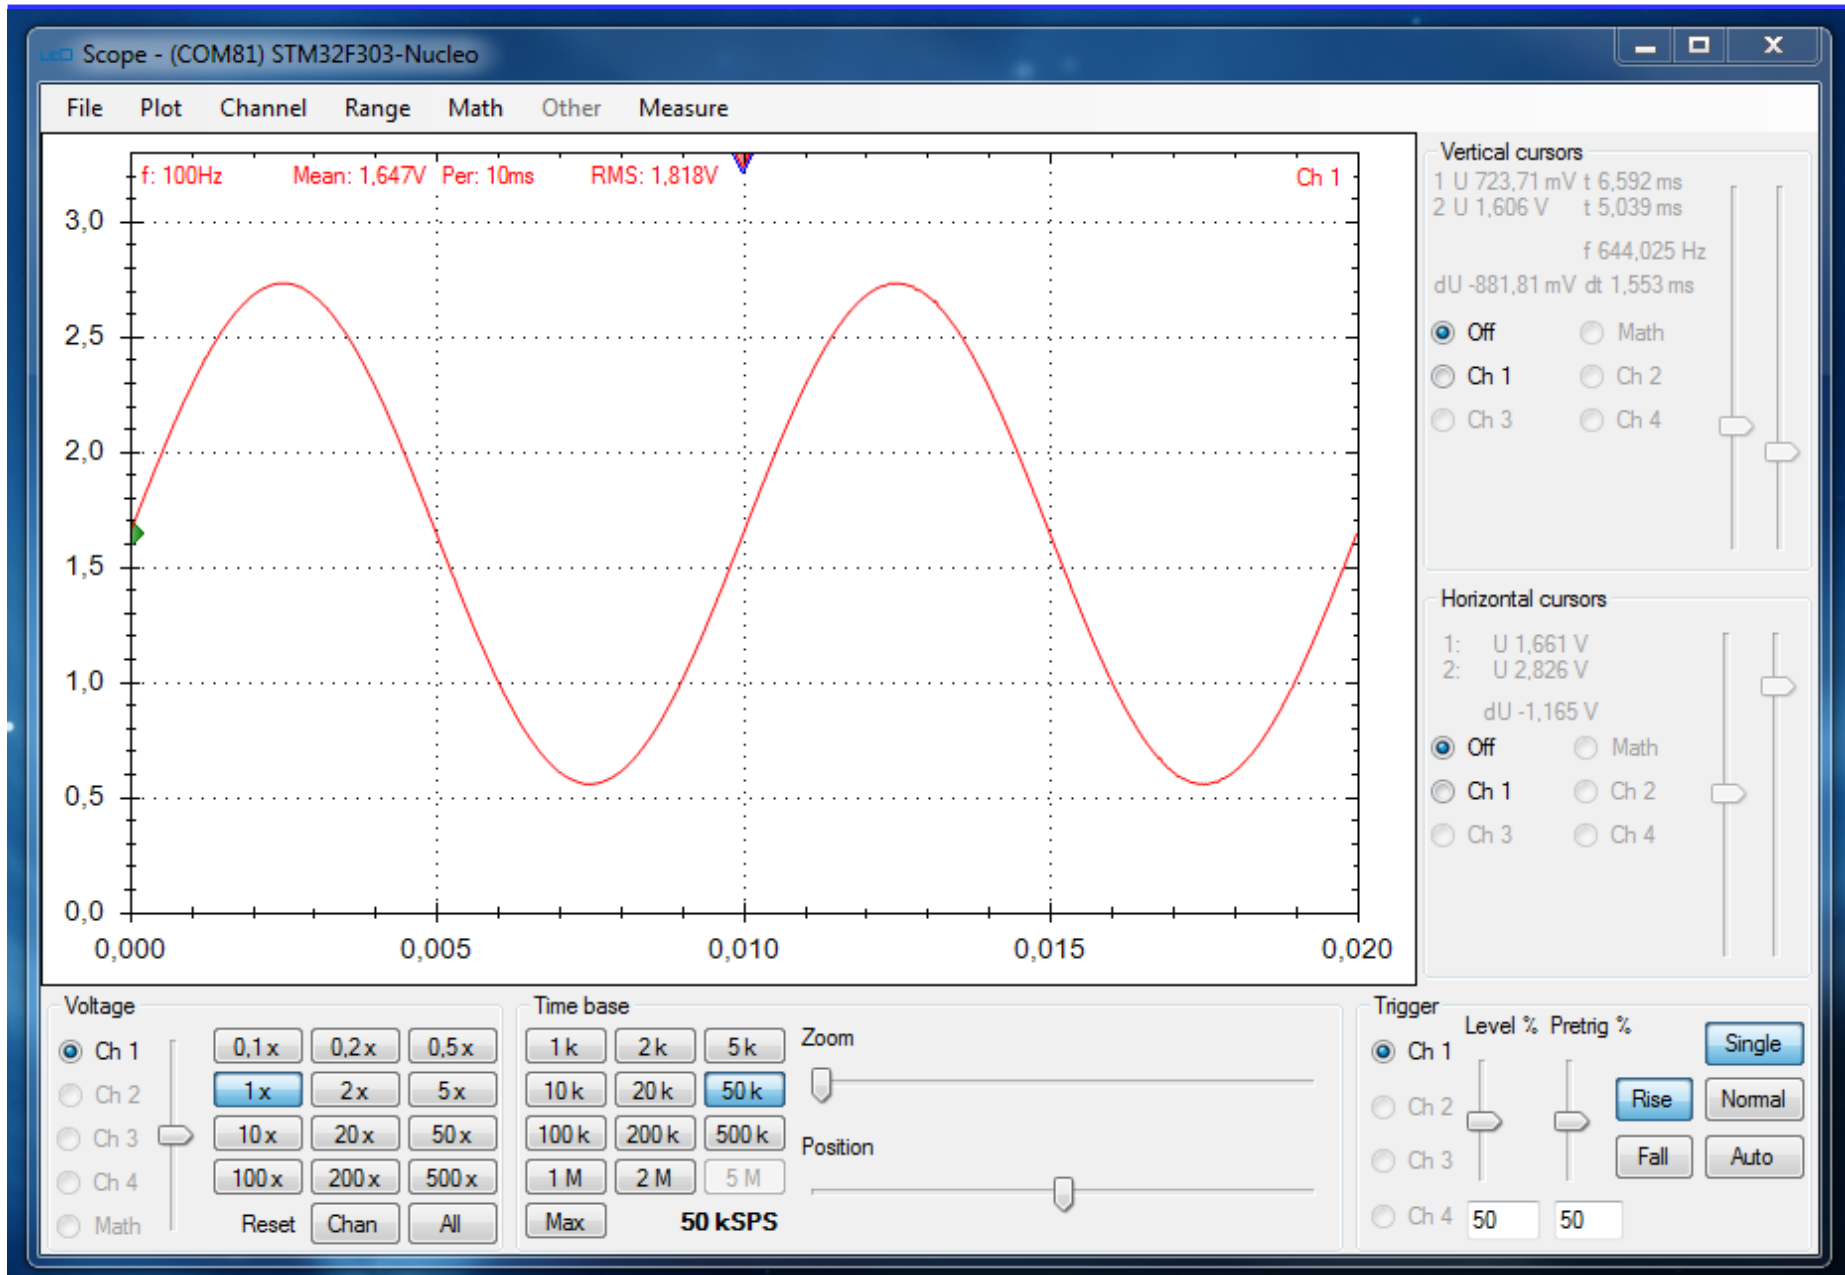 LEO Scope - (COM81) STM32F303-Nucleo
File Plot Channel Range Math Other Measure
f: 100Hz Mean: 1,647V Per: 10ms RMS: 1,818V Ch 1
3,0
2,5
2,0
1,5
1,0
0,5
0,0
0,000 0,005 0,010 0,015 0,020
Vertical cursors
1 U 723,71 mV t 6,592 ms
2 U 1,606 V t 5,039 ms
f 644,025 Hz
dU -881,81 mV dt 1,553 ms
Off Math
Ch 1 Ch 2
Ch 3 Ch 4
Horizontal cursors
1: U 1,661 V
2: U 2,826 V
dU -1,165 V
Off Math
Ch 1 Ch 2
Ch 3 Ch 4
Voltage
Ch 1 0,1 x 0,2 x 0,5 x
Ch 2 1 x 2 x 5 x
Ch 3 10 x 20 x 50 x
Ch 4 100 x 200 x 500 x
Math Reset Chan All
Time base
1 k 2 k 5 k
10 k 20 k 50 k
100 k 200 k 500 k
1 M 2 M 5 M
Max 50 kSPS
Zoom
Position
Trigger
Level % Pretrig %
Ch 1 Single
Ch 2 Rise Normal
Ch 3 Fall Auto
Ch 4 50 50